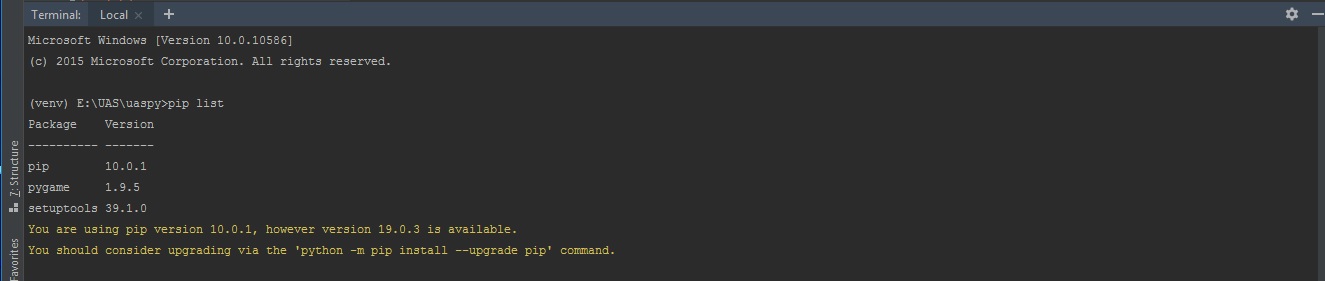 Terminal: Local × +
Microsoft Windows [Version 10.0.10586]
(c) 2015 Microsoft Corporation. All rights reserved.
(venv) E:\UAS\uaspy>pip list
Package    Version
---------- -------
pip        10.0.1
pygame     1.9.5
setuptools 39.1.0
You are using pip version 10.0.1, however version 19.0.3 is available.
You should consider upgrading via the 'python -m pip install --upgrade pip' command.
Z: Structure
Favorites